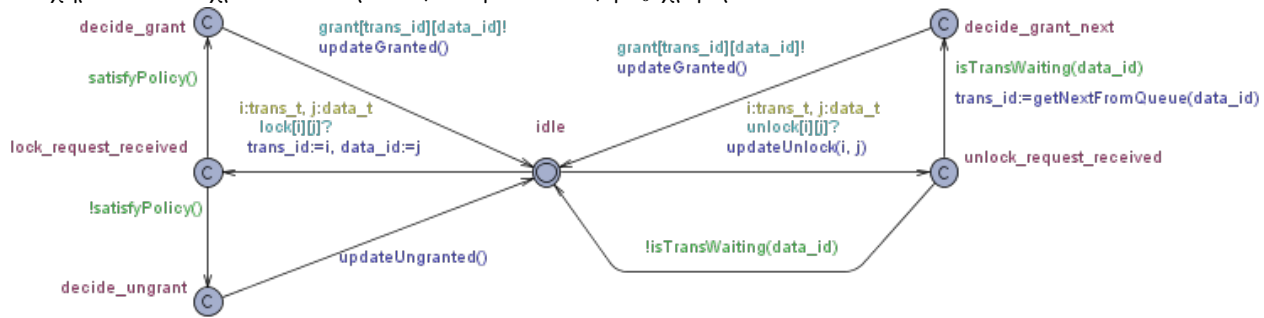 decide_grant
grant[trans_id][data_id]!
updateGranted()
decide_grant_next
grant[trans_id][data_id]!
updateGranted()
satisfyPolicy()
isTransWaiting(data_id)
trans_id:=getNextFromQueue(data_id)
i:trans_t, j:data_t
lock[i][j]?
trans_id:=i, data_id:=j
idle
i:trans_t, j:data_t
unlock[i][j]?
updateUnlock(i, j)
lock_request_received
unlock_request_received
C
C
C
C
C
!satisfyPolicy()
!isTransWaiting(data_id)
updateUngranted()
decide_ungrant